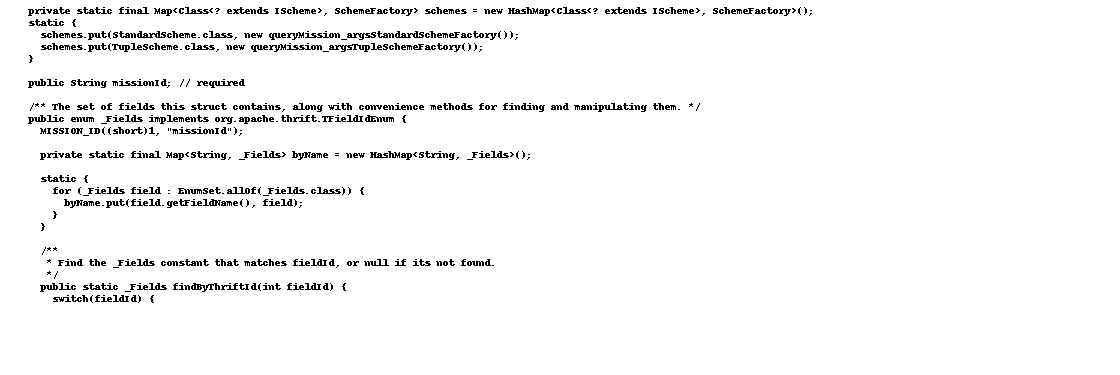 private static final Map<Class<? extends IScheme>, SchemeFactory> schemes = new HashMap<Class<? extends IScheme>, SchemeFactory>();
static {
schemes.put(StandardScheme.class, new queryMission_argsStandardSchemeFactory());
schemes.put(TupleScheme.class, new queryMission_argsTupleSchemeFactory());
}
public String missionId; // required
/** The set of fields this struct contains, along with convenience methods for finding and manipulating them. */
public enum _Fields implements org.apache.thrift.TFieldIdEnum {
MISSION_ID((short)1, "missionId");
private static final Map<String, _Fields> byName = new HashMap<String, _Fields>();
static {
for (_Fields field : EnumSet.allOf(_Fields.class)) {
byName.put(field.getFieldName(), field);
}
}
/**
* Find the _Fields constant that matches fieldId, or null if its not found.
*/
public static _Fields findByThriftId(int fieldId) {
switch(fieldId) {